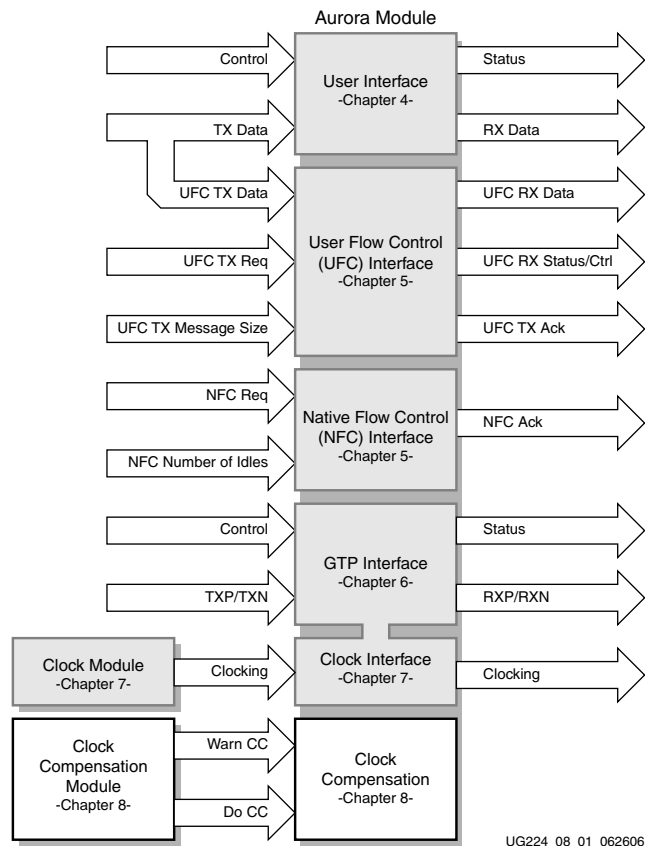 Aurora Module
Control
User Interface
-Chapter 4-
Status
TX Data
RX Data
UFC TX Data
User Flow Control
(UFC) Interface
-Chapter 5-
UFC RX Data
UFC TX Req
UFC RX Status/Ctrl
UFC TX Message Size
UFC TX Ack
NFC Req
Native Flow Control
(NFC) Interface
-Chapter 5-
NFC Ack
NFC Number of Idles
Control
GTP Interface
-Chapter 6-
Status
TXP/TXN
RXP/RXN
Clock Module
-Chapter 7-
Clocking
Clock Interface
-Chapter 7-
Clocking
Clock
Compensation
Module
-Chapter 8-
Warn CC
Do CC
Clock
Compensation
-Chapter 8-
UG224_08_01_062606